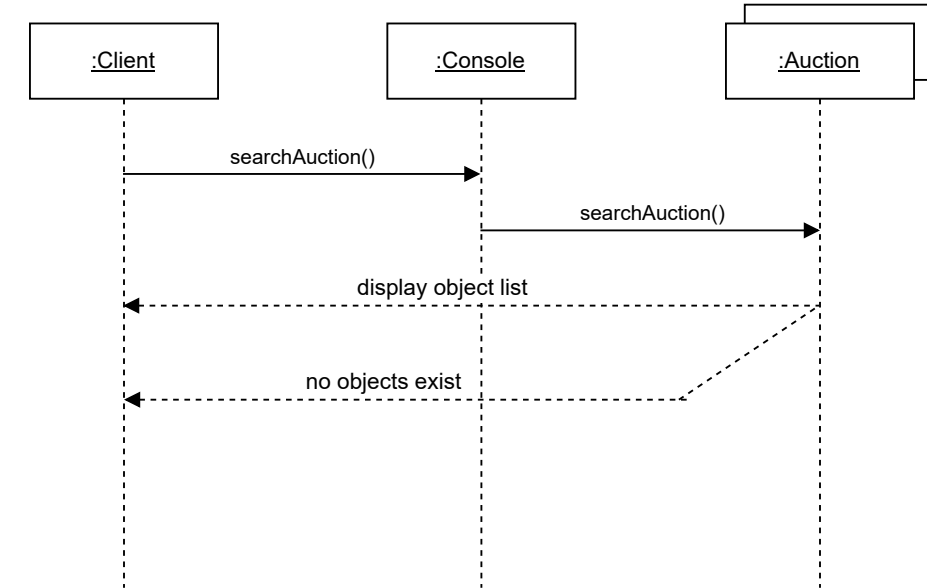 :Client
:Console
:Auction
searchAuction()
searchAuction()
display object list
no objects exist